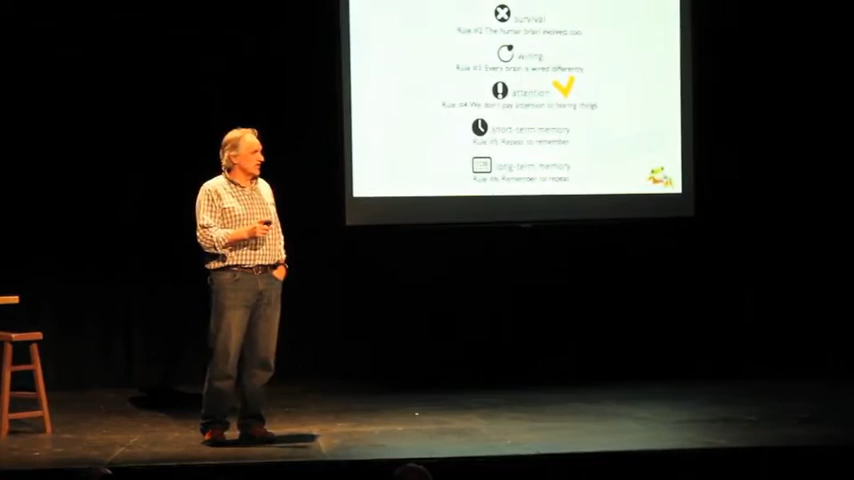 survival
Rule #2 The human brain evolved, too.
wiring
Rule #3 Every brain is wired differently
attention
Rule #4 We don't pay attention to boring things
short-term memory
Rule #5 Repeat to remember
long-term memory
Rule #6 Remember to repeat